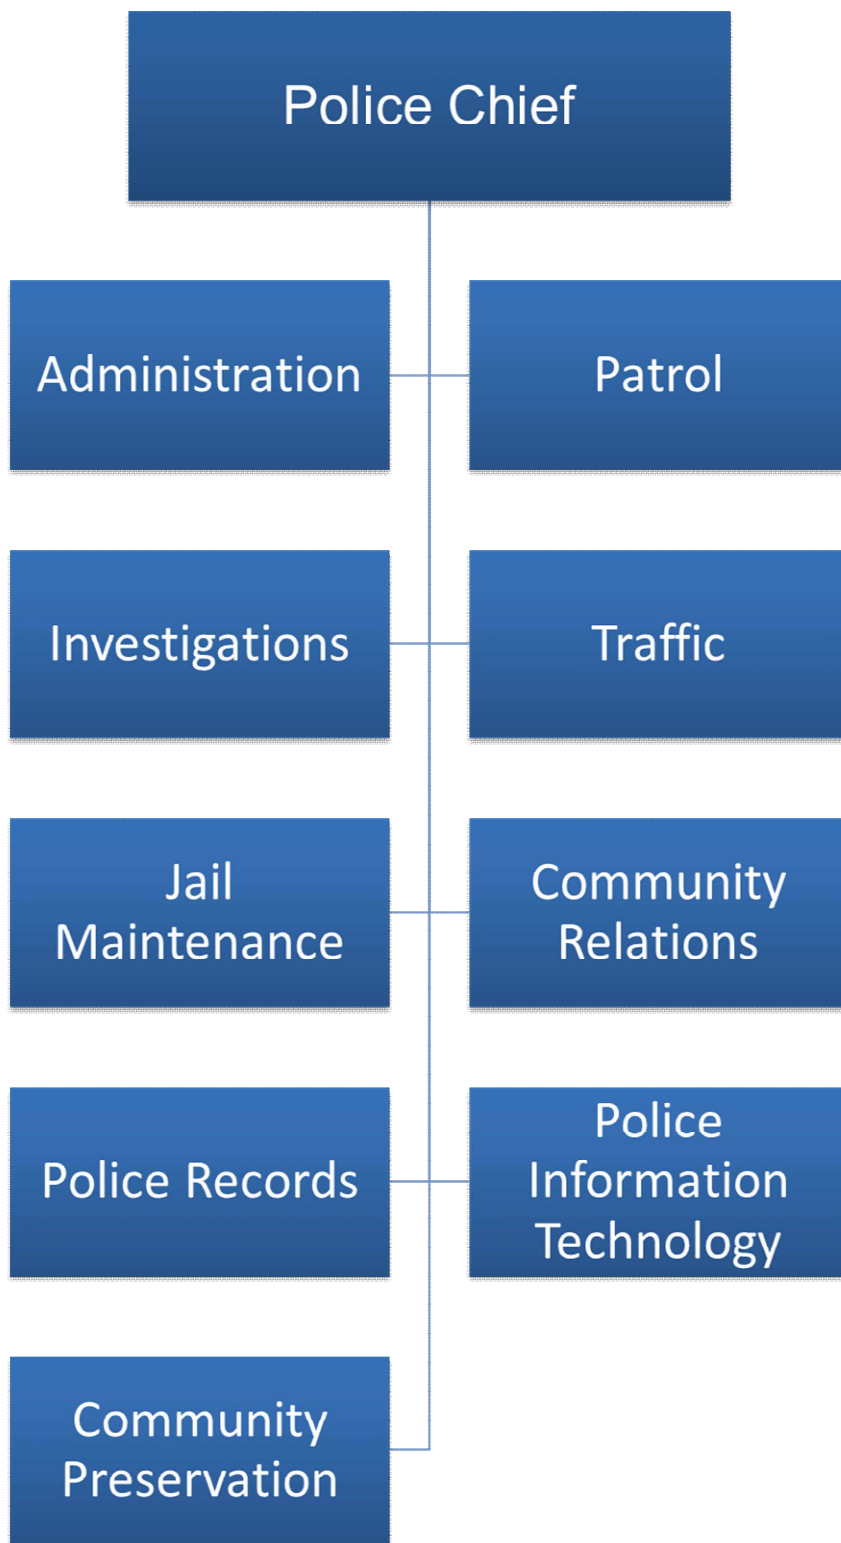 Police Chief
Administration
Patrol
Investigations
Traffic
Jail
Maintenance
Community
Relations
Police Records
Police
Information
Technology
Community
Preservation